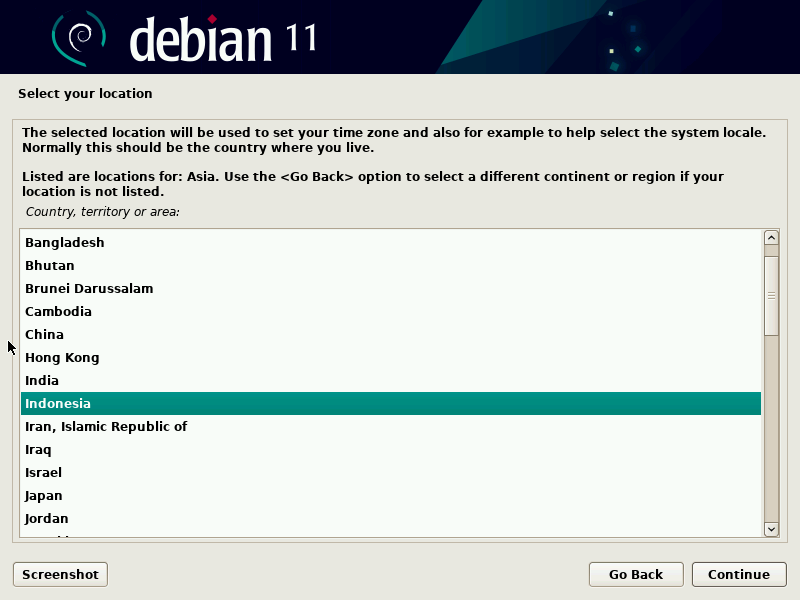 debian 11
Select your location
The selected location will be used to set your time zone and also for example to help select the system locale.
Normally this should be the country where you live.
Listed are locations for: Asia. Use the <Go Back> option to select a different continent or region if your
location is not listed.
Country, territory or area:
Bangladesh
Bhutan
Brunei Darussalam
Cambodia
China
Hong Kong
India
Indonesia
Iran, Islamic Republic of
Iraq
Israel
Japan
Jordan
Screenshot
Go Back
Continue